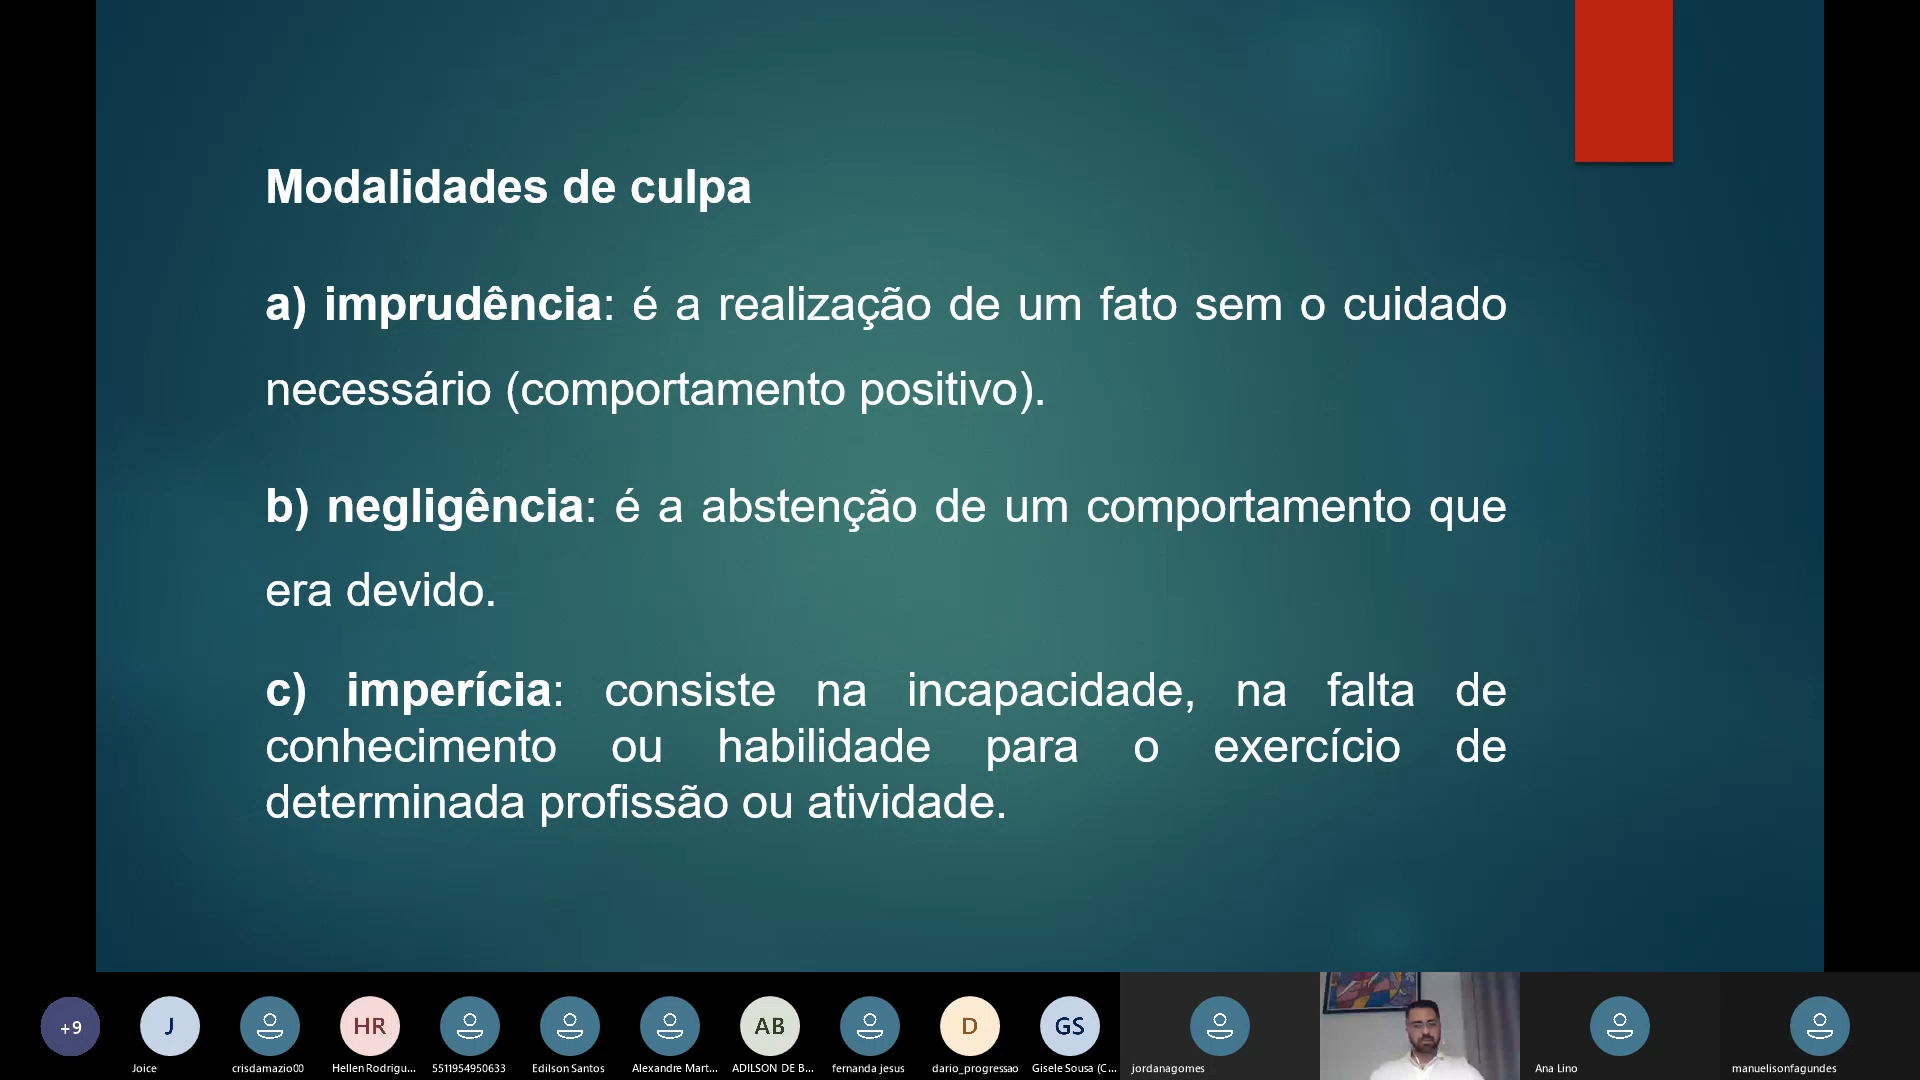 Modalidades de culpa
a) imprudência: é a realização de um fato sem o cuidado
necessário (comportamento positivo).
b) negligência: é a abstenção de um comportamento que
era devido.
c) imperícia: consiste na incapacidade, na falta de
conhecimento ou habilidade para o exercício de
determinada profissão ou atividade.
+9
J
HR
AB
D
GS
Joice
crisdamazio00
Hellen Rodrigu...
5511954950633
Edilson Santos
Alexandre Mart...
ADILSON DE B...
fernanda jesus
dario_progressao
Gisele Sousa (C...
jordanagomes
Ana Lino
manuelisonfagundes